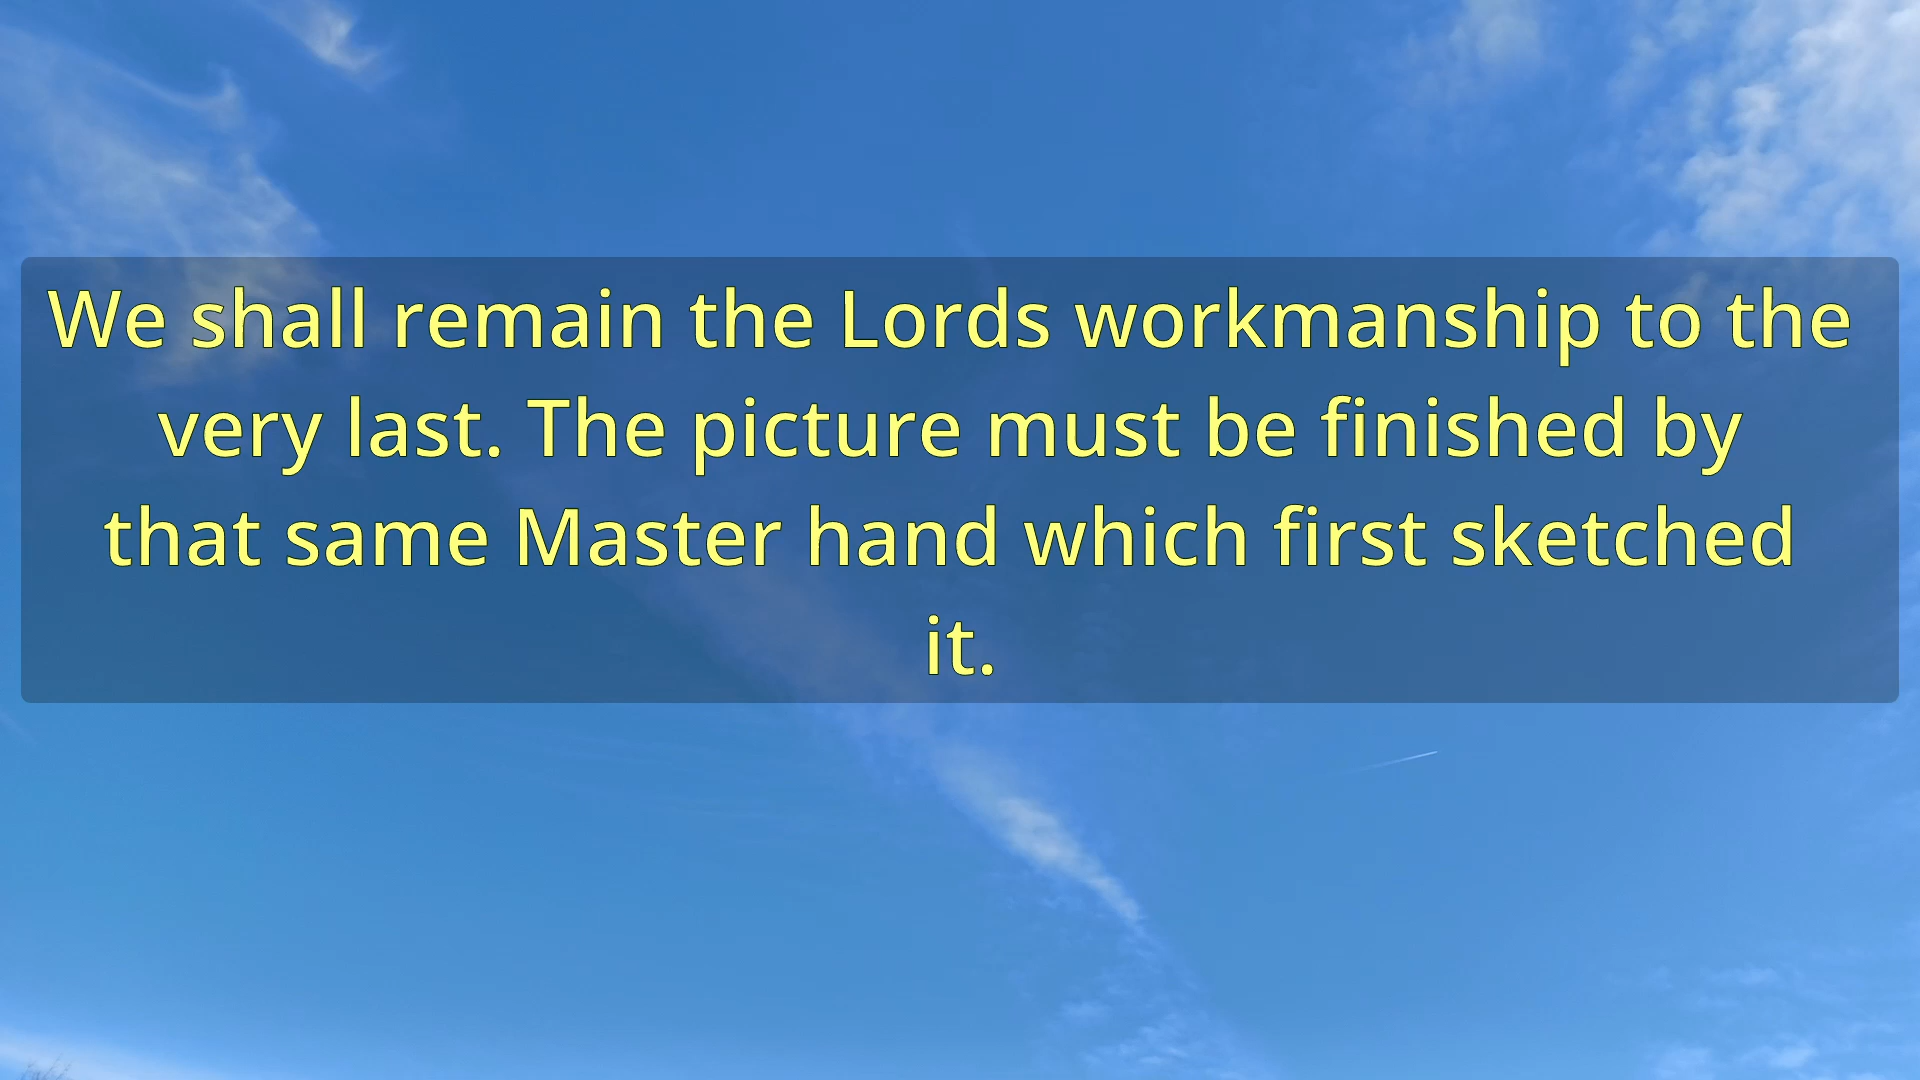 We shall remain the Lords workmanship to the
very last. The picture must be finished by
that same Master hand which first sketched
it.